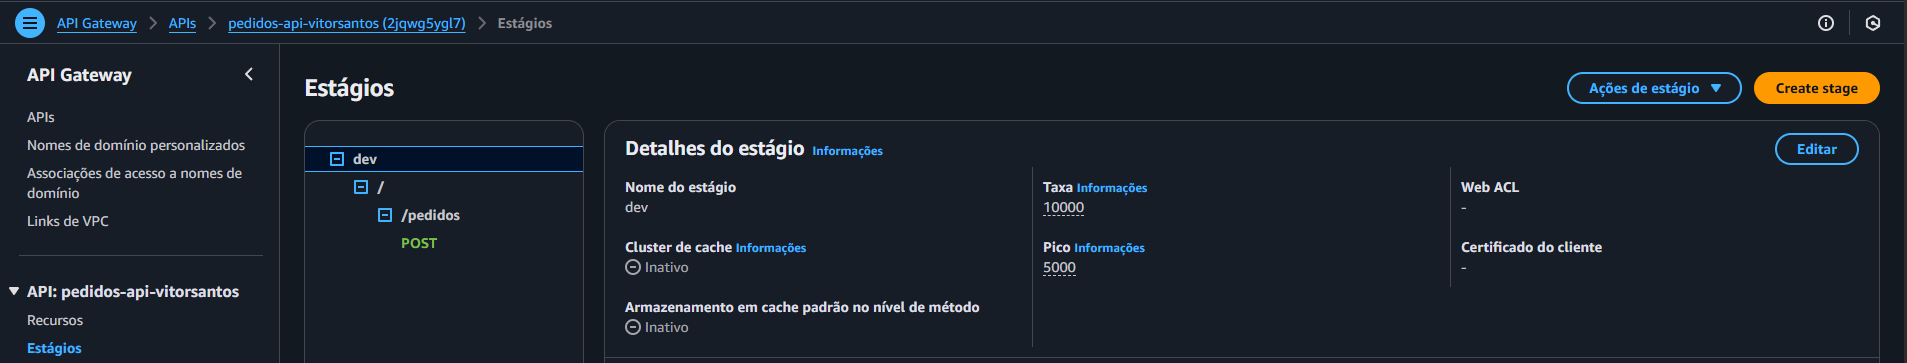 API Gateway > APIs > pedidos-api-vitorsantos (2jqwg5ygl7) > Estágios
API Gateway
APIs
Nomes de domínio personalizados
Associações de acesso a nomes de
domínio
Links de VPC
API: pedidos-api-vitorsantos
Recursos
Estágios
Estágios
Ações de estágio
Create stage
dev
/
/pedidos
POST
Detalhes do estágio Informações
Editar
Nome do estágio
dev
Cluster de cache Informações
Inativo
Armazenamento em cache padrão no nível de método
Inativo
Taxa Informações
10000
Pico Informações
5000
Web ACL
-
Certificado do cliente
-